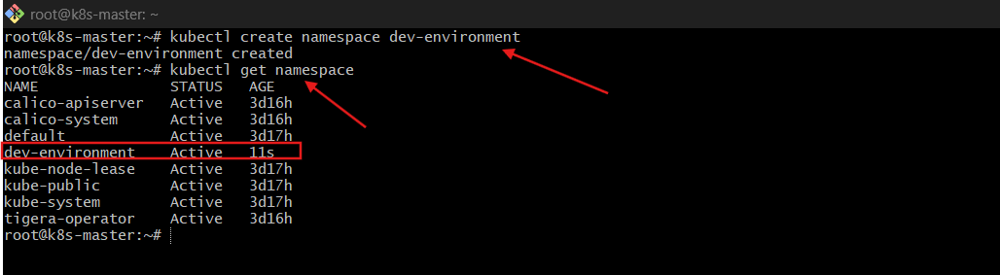 root@k8s-master: ~
root@k8s-master:~# kubectl create namespace dev-environment
namespace/dev-environment created
root@k8s-master:~# kubectl get namespace
NAME STATUS AGE
calico-apiserver Active 3d16h
calico-system Active 3d16h
default Active 3d17h
dev-environment Active 11s
kube-node-lease Active 3d17h
kube-public Active 3d17h
kube-system Active 3d17h
tigera-operator Active 3d16h
root@k8s-master:~#